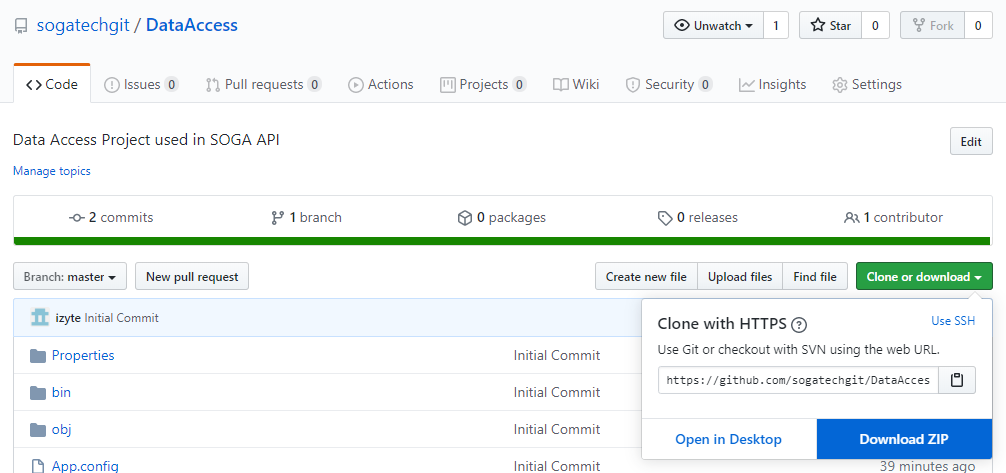 sogatechgit / DataAccess
Unwatch 1 Star 0 Fork 0
Code Issues 0 Pull requests 0 Actions Projects 0 Wiki Security 0 Insights Settings
Data Access Project used in SOGA API
Edit
Manage topics
2 commits 1 branch 0 packages 0 releases 1 contributor
Branch: master New pull request Create new file Upload files Find file Clone or download
izyte Initial Commit
Clone with HTTPS ? Use SSH
Use Git or checkout with SVN using the web URL.
https://github.com/sogatechgit/DataAcces
Open in Desktop Download ZIP
Properties Initial Commit
bin Initial Commit
obj Initial Commit
App.config Initial Commit 39 minutes ago